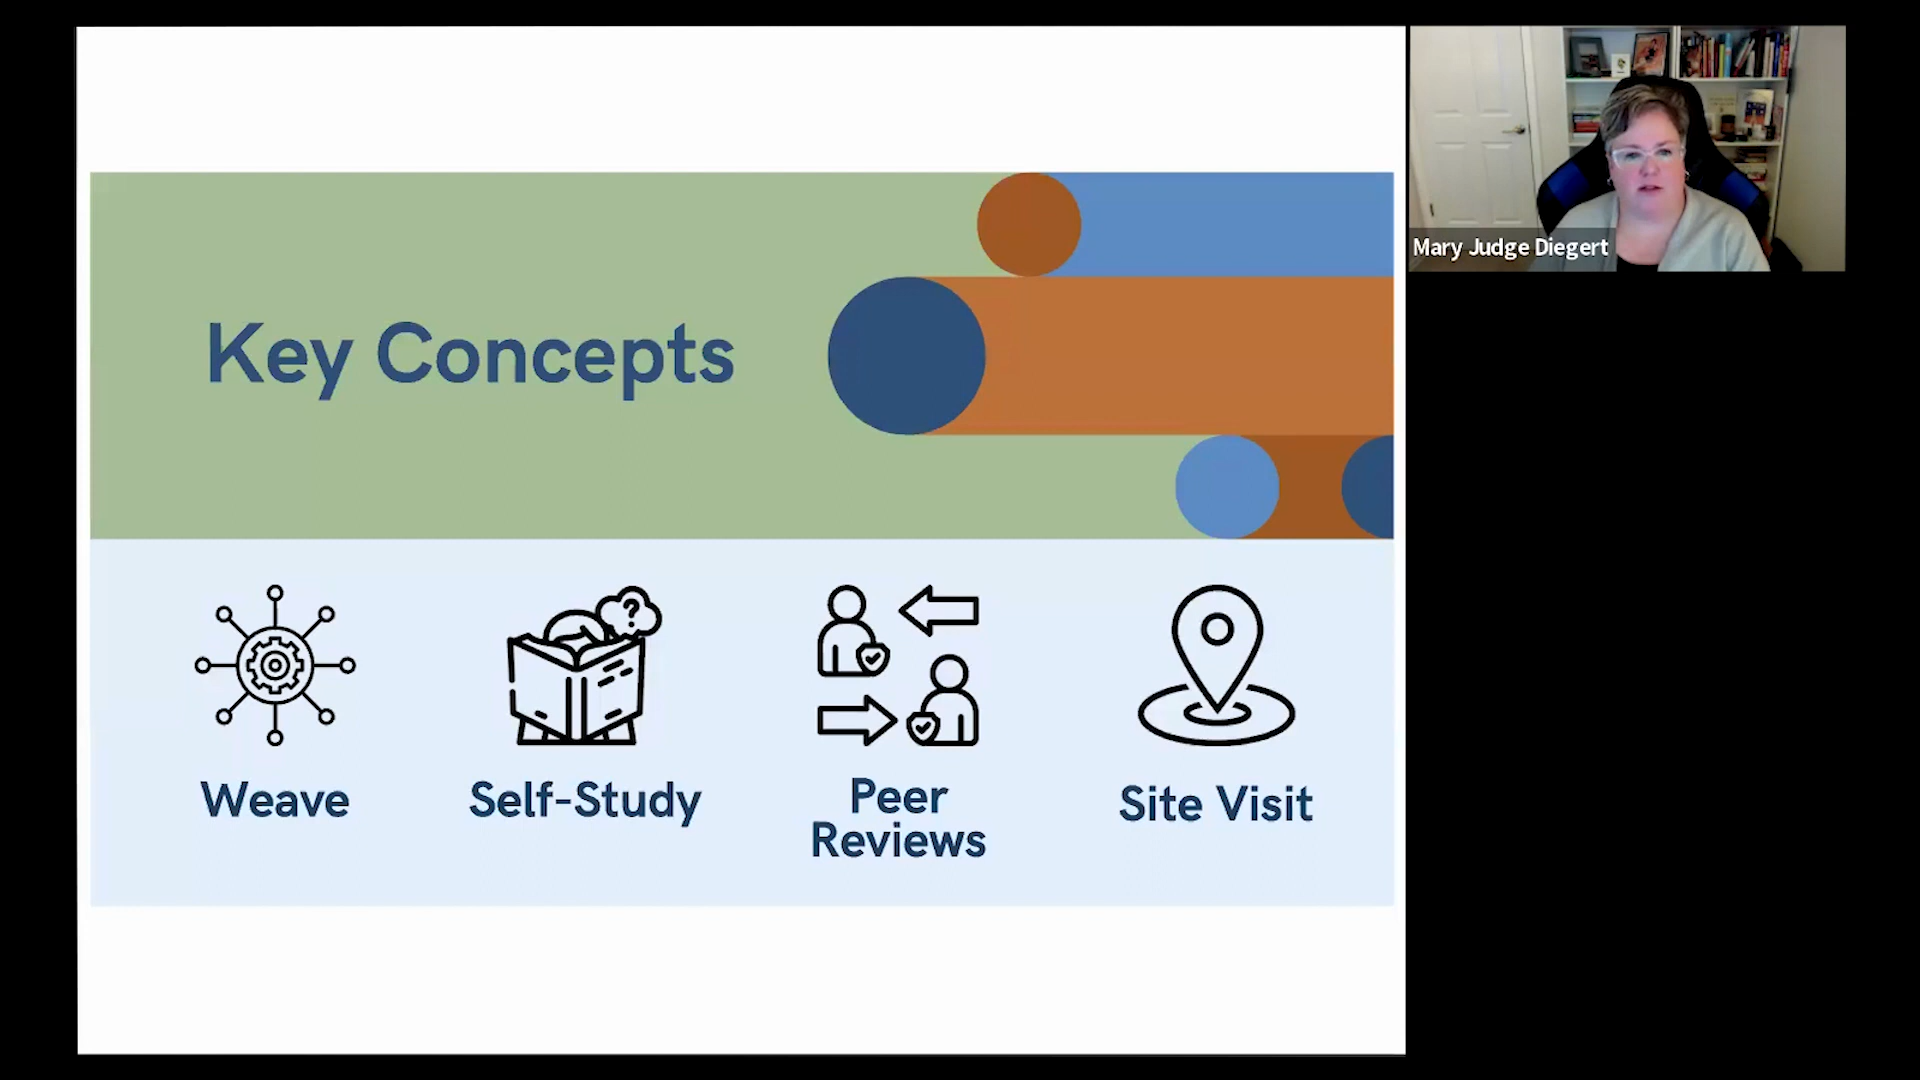 Key Concepts
?
Weave
Self-Study
Peer
Reviews
Site Visit
Mary Judge Diegert